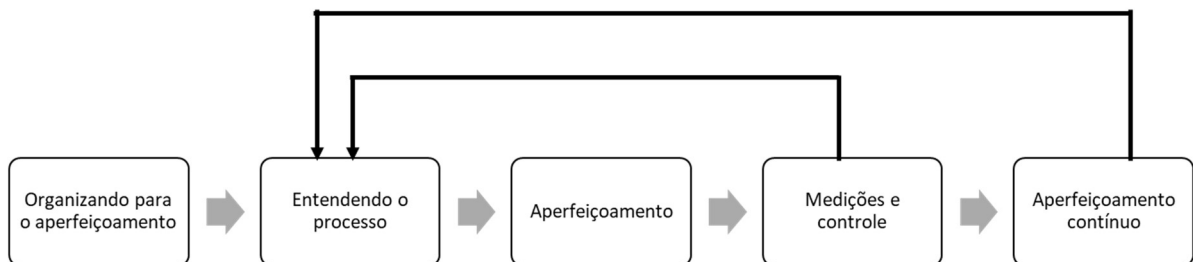 Organizando para
o aperfeiçoamento
Entendendo o
processo
Aperfeiçoamento
Medições e
controle
Aperfeiçoamento
contínuo